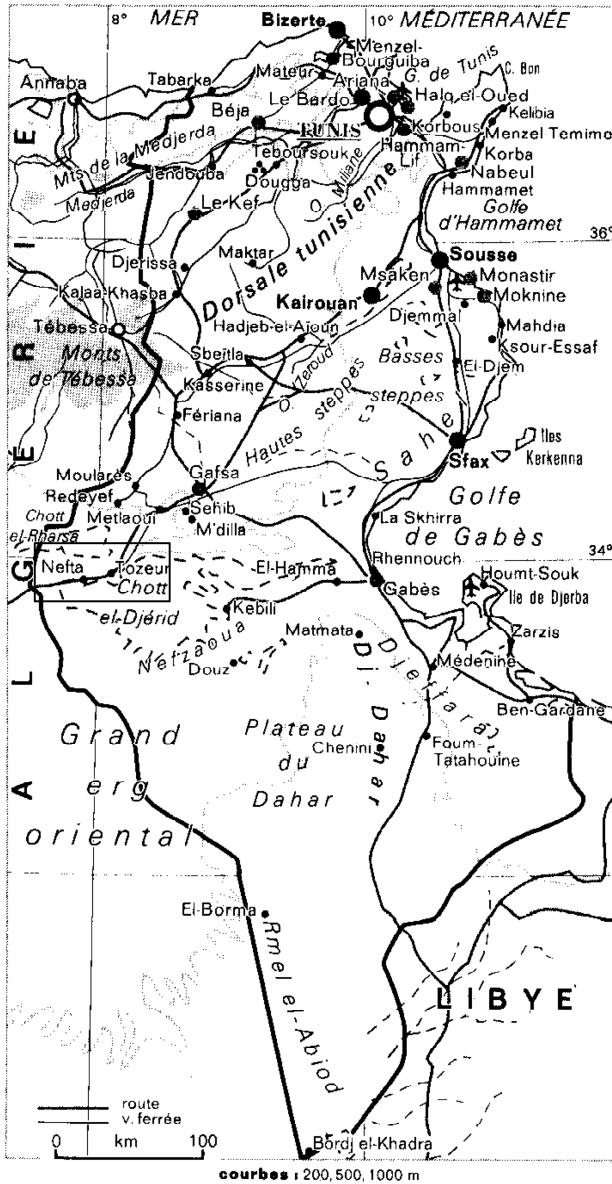 8° MER 10° MÉDITERRANÉE
Bizerte
Menzel-
Bourguiba
G. de Tunis
C. Bon
Mateur
Ariana
Annaba
Tabarka
Le Bardo
Halq el-Oued
Kelibia
Béja
TUNIS
Korbous
Menzel Temime
Mts de la Medjerda
Teboursouk
Hammam-
Lif
Korba
Jendouba
Nabeul
Medjerda
Dougga
O. Miliane
Hammamet
Le Kef
Golfe
d'Hammamet
36°
Dorsale tunisienne
Djerissa
Maktar
Sousse
Msaken
Monastir
Kalaa-Khasba
Kairouan
Moknine
Djemmal
Tébessa
Hadjeb-el-Aïoun
Mahdia
Monts
de Tébessa
Sbeïtla
Ksour-Essaf
Basses
steppes
El-Djem
Kasserine
O. Zeroud
Fériana
Hautes steppes
Sahel
Iles
Kerkenna
Sfax
Gafsa
Moularès
Redeyef
Golfe
de Gabès
Metlaoui
Sehib
M'dilla
La Skhirra
Chott
el-Rharsa
34°
Rhennouch
Nefta
Tozeur
El-Hamma
Gabès
Houmt-Souk
Ile de Djerba
Chott
el-Djérid
Kebili
Nefzaoua
Matmata
Zarzis
Douz
Djeffara
Médenine
Dj. Dahar
Ben-Gardane
Grand
erg
oriental
Plateau
du
Dahar
Chenini
Foum-
Tatahouine
El-Borma
Rmel el-Abiod
LIBYE
ALGÉRIE
route
v. ferrée
0 km 100
Bordj el-Khadra
courbes : 200, 500, 1000 m